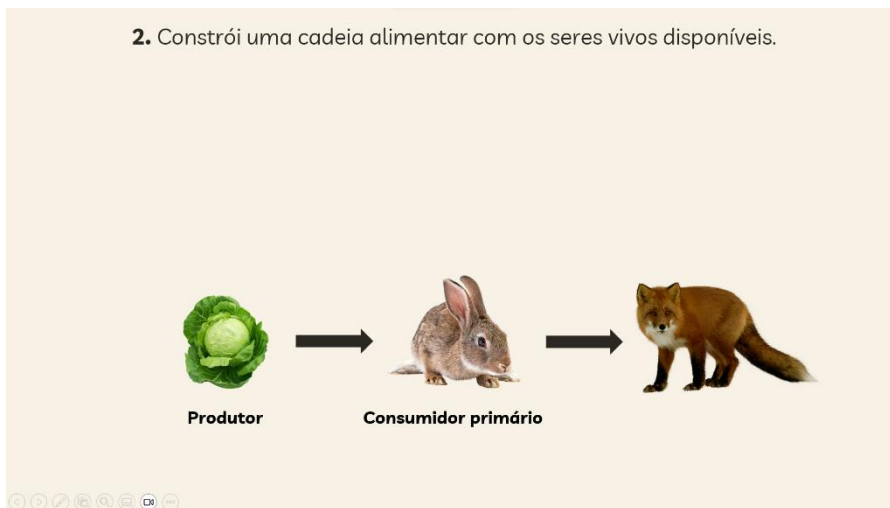 2. Constrói uma cadeia alimentar com os seres vivos disponíveis.
Produtor
Consumidor primário